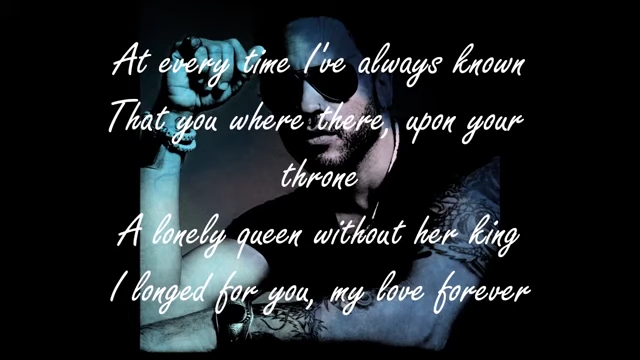 At every time I've always known
That you where there, upon your
throne
A lonely queen without her king
I longed for you, my love forever